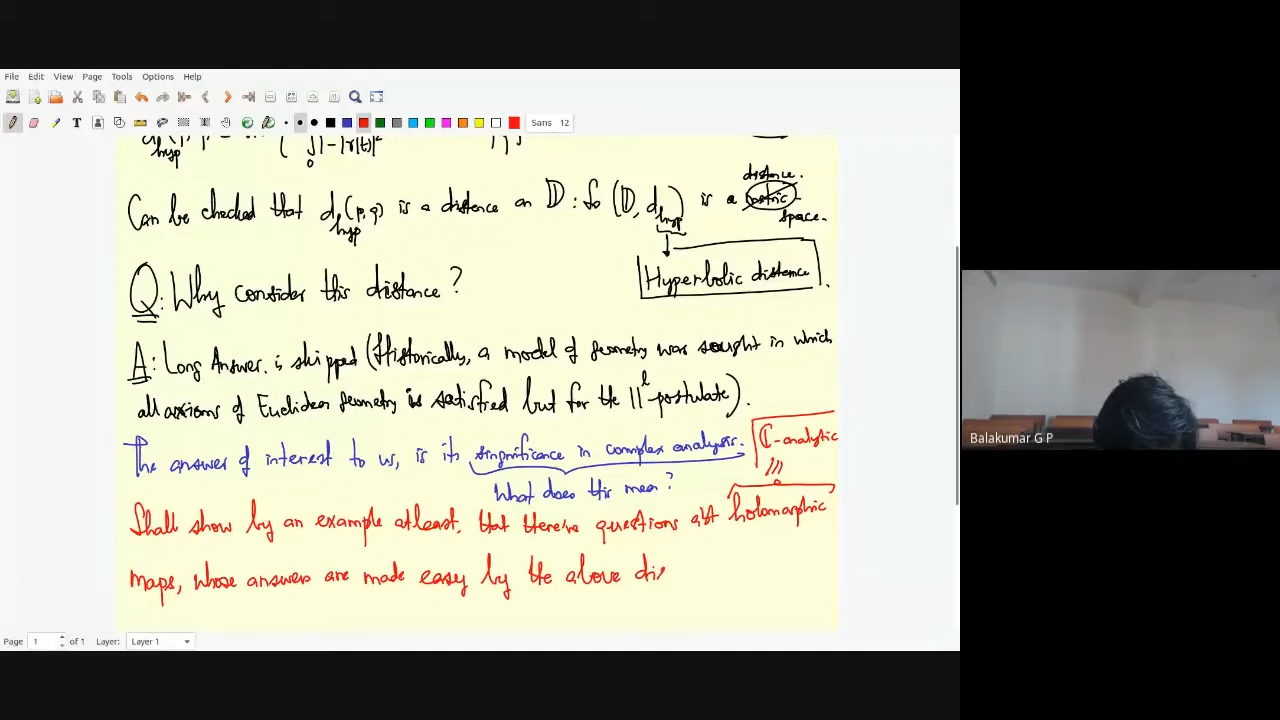 File Edit View Page Tools Options Help
Sans 12
Can be checked that d_hyp(p,q) is a distance on 𝔻 : So (𝔻, d_hyp) is a metric distance. space.
Hyperbolic distance.
Q: Why consider this distance?
A: Long Answer is skipped (Historically, a model of geometry was sought in which
all axioms of Euclidean geometry is satisfied but for the ||l postulate).
The answer of interest to us, is its singnificance in complex analysis.
What does this mean?
ℂ-analytic
Shall show by an example atleast, that there're questions abt holomorphic
maps, whose answers are made easy by the above dis
Balakumar G P
Page 1 of 1 Layer: Layer 1